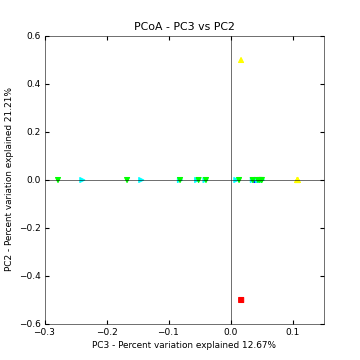 PCoA - PC3 vs PC2
0.6
0.4
0.2
0.0
−0.2
−0.4
−0.6
PC2 - Percent variation explained 21.21%
−0.3 −0.2 −0.1 0.0 0.1
PC3 - Percent variation explained 12.67%